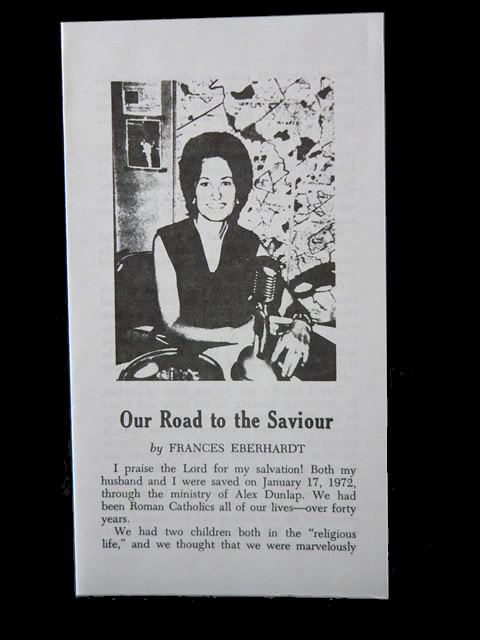 Our Road to the Saviour
by FRANCES EBERHARDT
I praise the Lord for my salvation! Both my
husband and I were saved on January 17, 1972,
through the ministry of Alex Dunlap. We had
been Roman Catholics all of our lives—over forty
years.
We had two children both in the “religious
life,” and we thought that we were marvelously